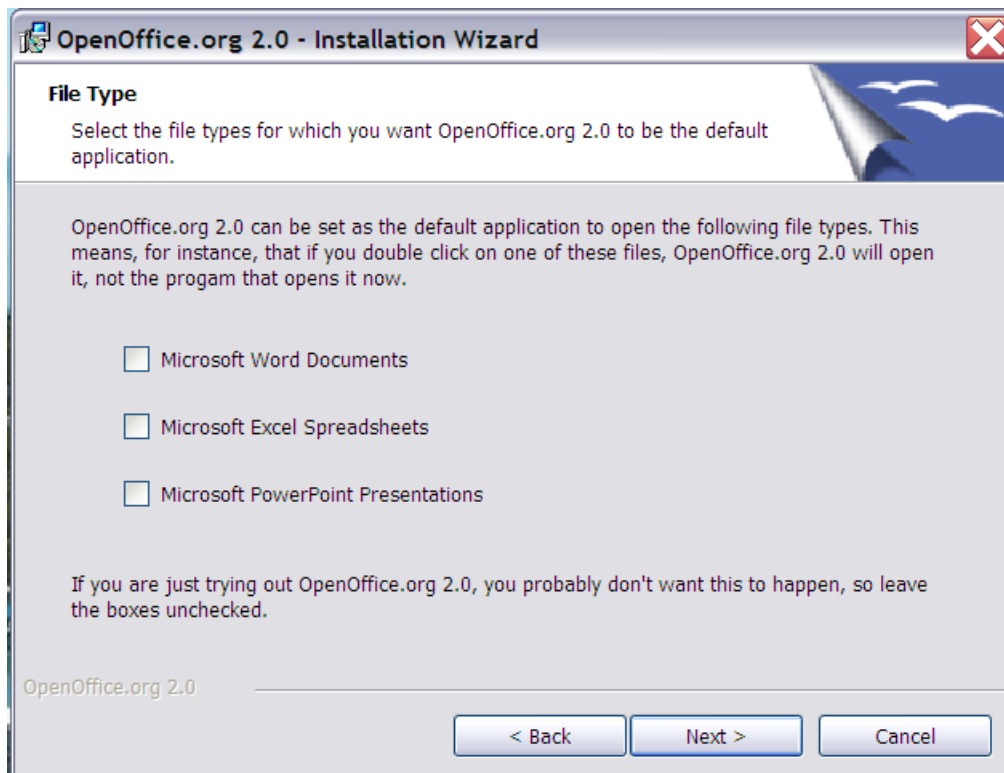 OpenOffice.org 2.0 - Installation Wizard
File Type
Select the file types for which you want OpenOffice.org 2.0 to be the default
application.
OpenOffice.org 2.0 can be set as the default application to open the following file types. This
means, for instance, that if you double click on one of these files, OpenOffice.org 2.0 will open
it, not the progam that opens it now.
Microsoft Word Documents
Microsoft Excel Spreadsheets
Microsoft PowerPoint Presentations
If you are just trying out OpenOffice.org 2.0, you probably don't want this to happen, so leave
the boxes unchecked.
OpenOffice.org 2.0
< Back Next > Cancel